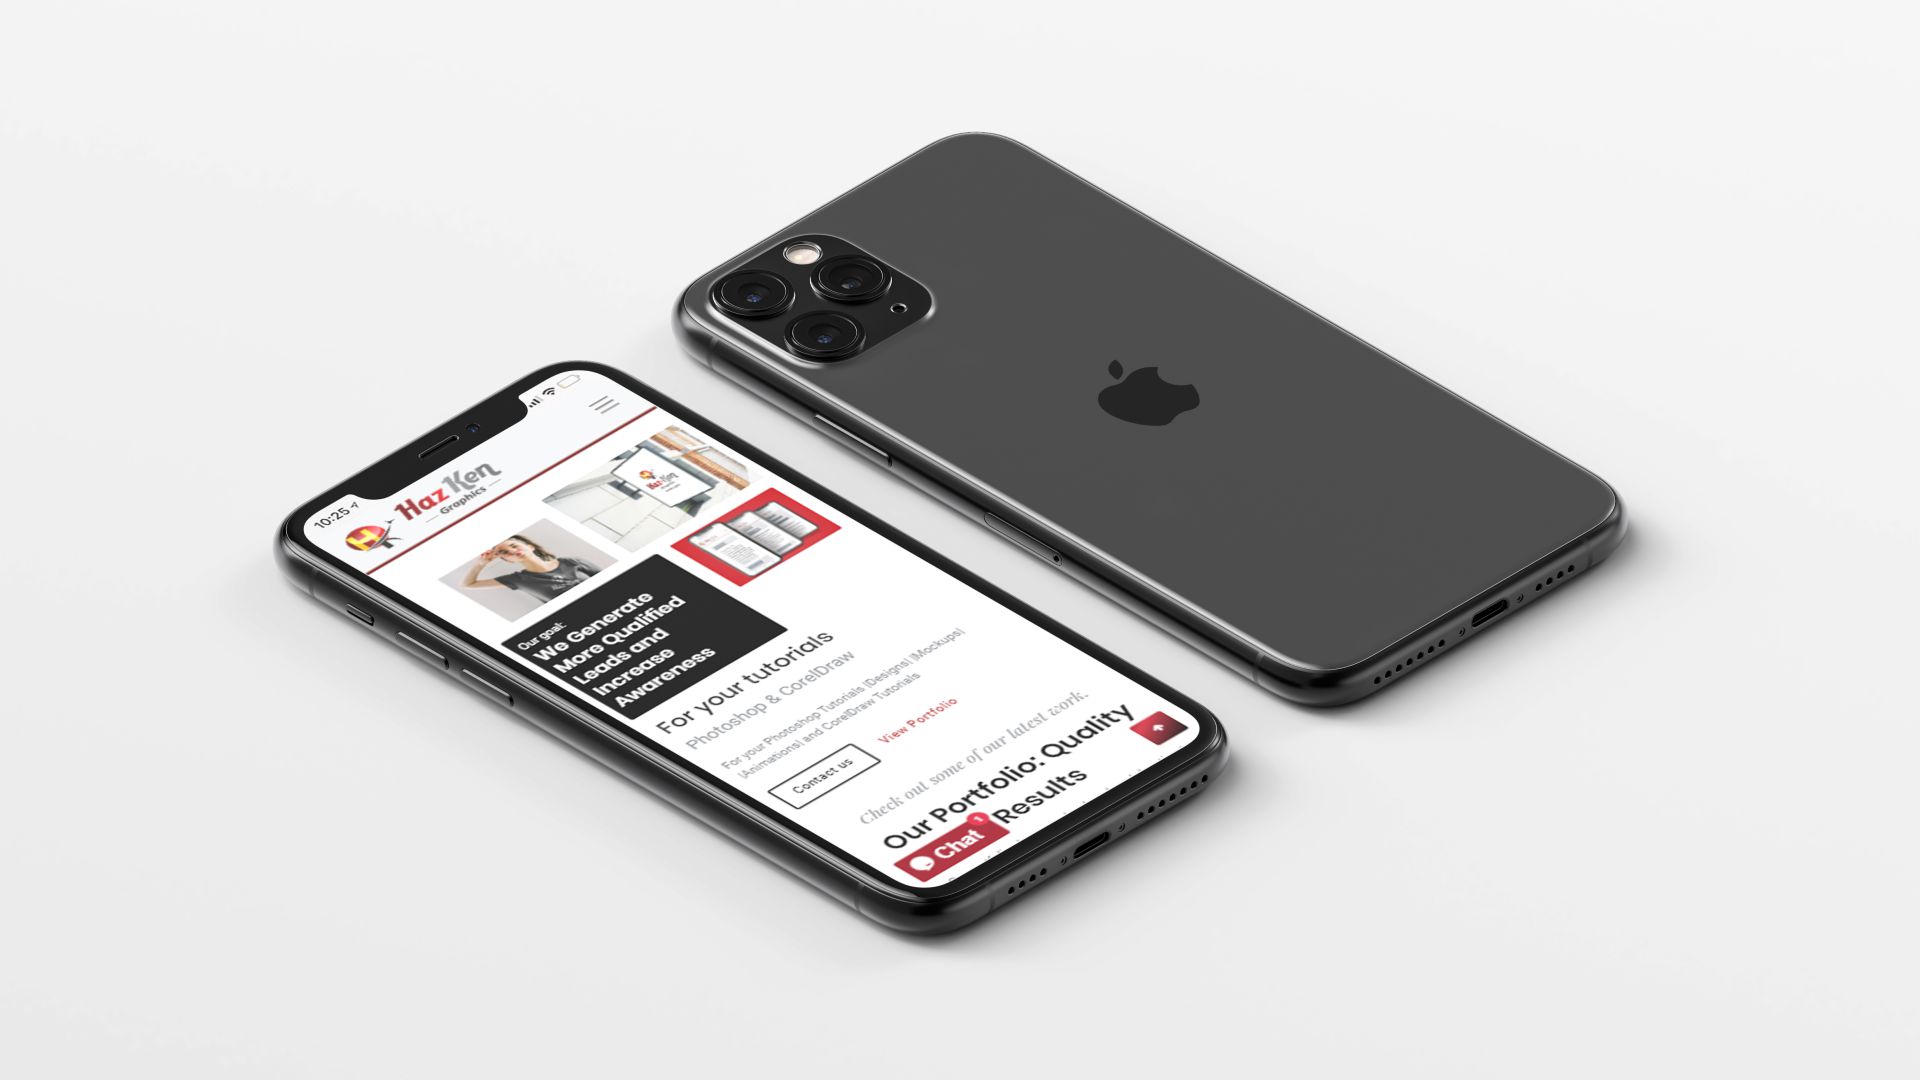 10:25
H
Haz Ken
Graphics
Haz-Ken
Our goal:
We Generate
More Qualified
Leads and
Increase
Awareness
For your tutorials
Photoshop & CorelDraw
For your Photoshop Tutorials |Designs| |Mockups|
|Animations| and CorelDraw Tutorials
Contact us
View Portfolio
Check out some of our latest work.
Our Portfolio: Quality
Results
Chat
1